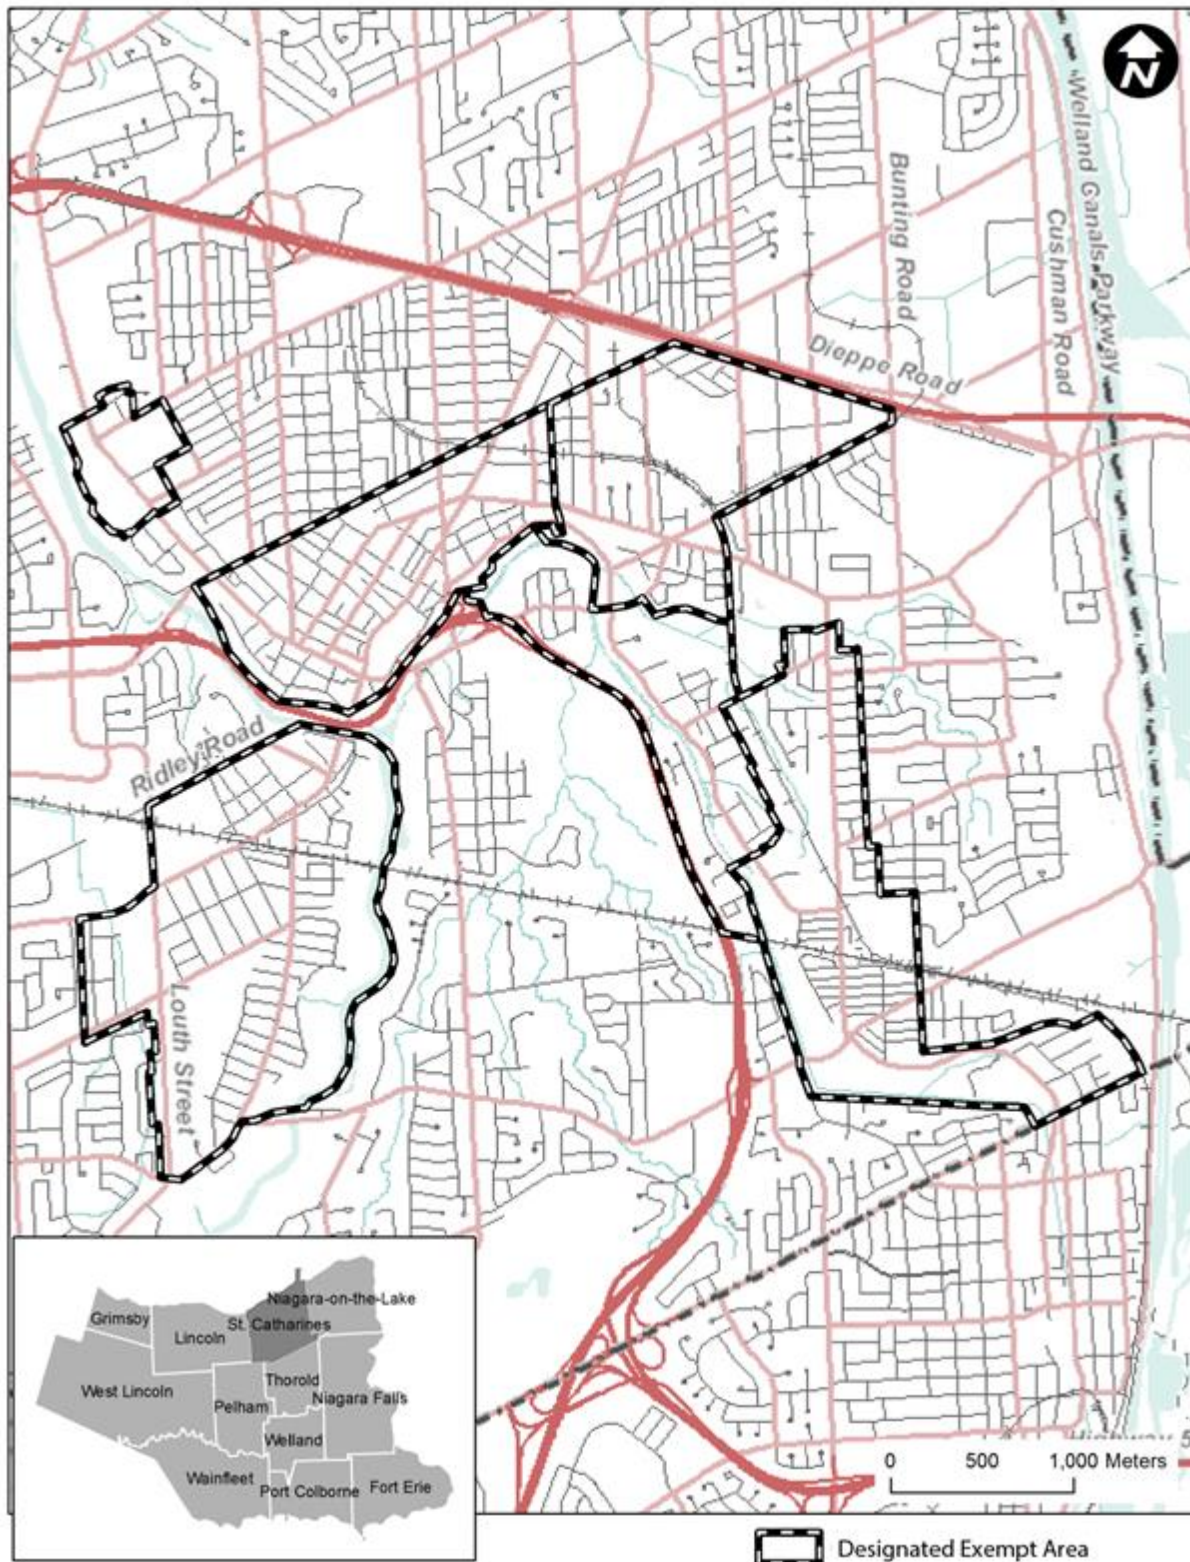 N
Welland Canals Parkway
Bunting Road
Cushman Road
Dieppe Road
Ridley Road
Louth Street
Niagara-on-the-Lake
Grimsby
St. Catharines
Lincoln
West Lincoln
Thorold
Niagara Falls
Pelham
Welland
Wainfleet
Port Colborne
Fort Erie
Highway 5
0 500 1,000 Meters
Designated Exempt Area